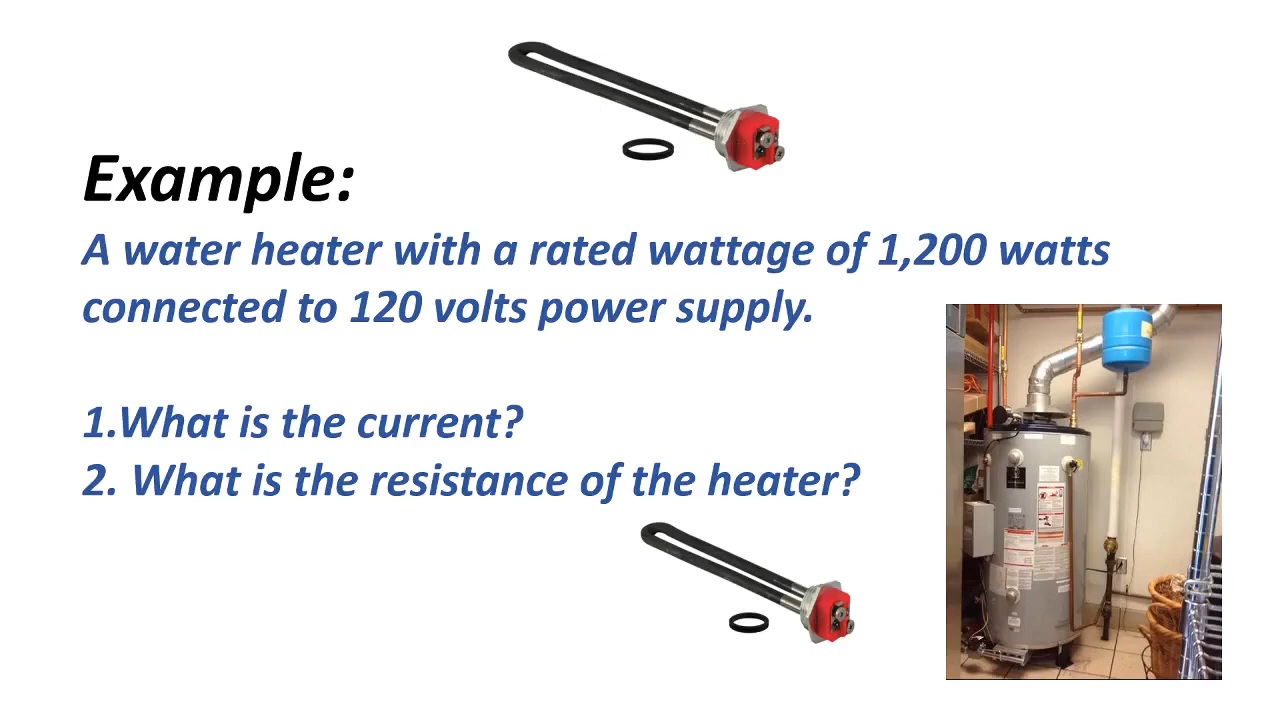 Example:
A water heater with a rated wattage of 1,200 watts
connected to 120 volts power supply.
1.What is the current?
2. What is the resistance of the heater?